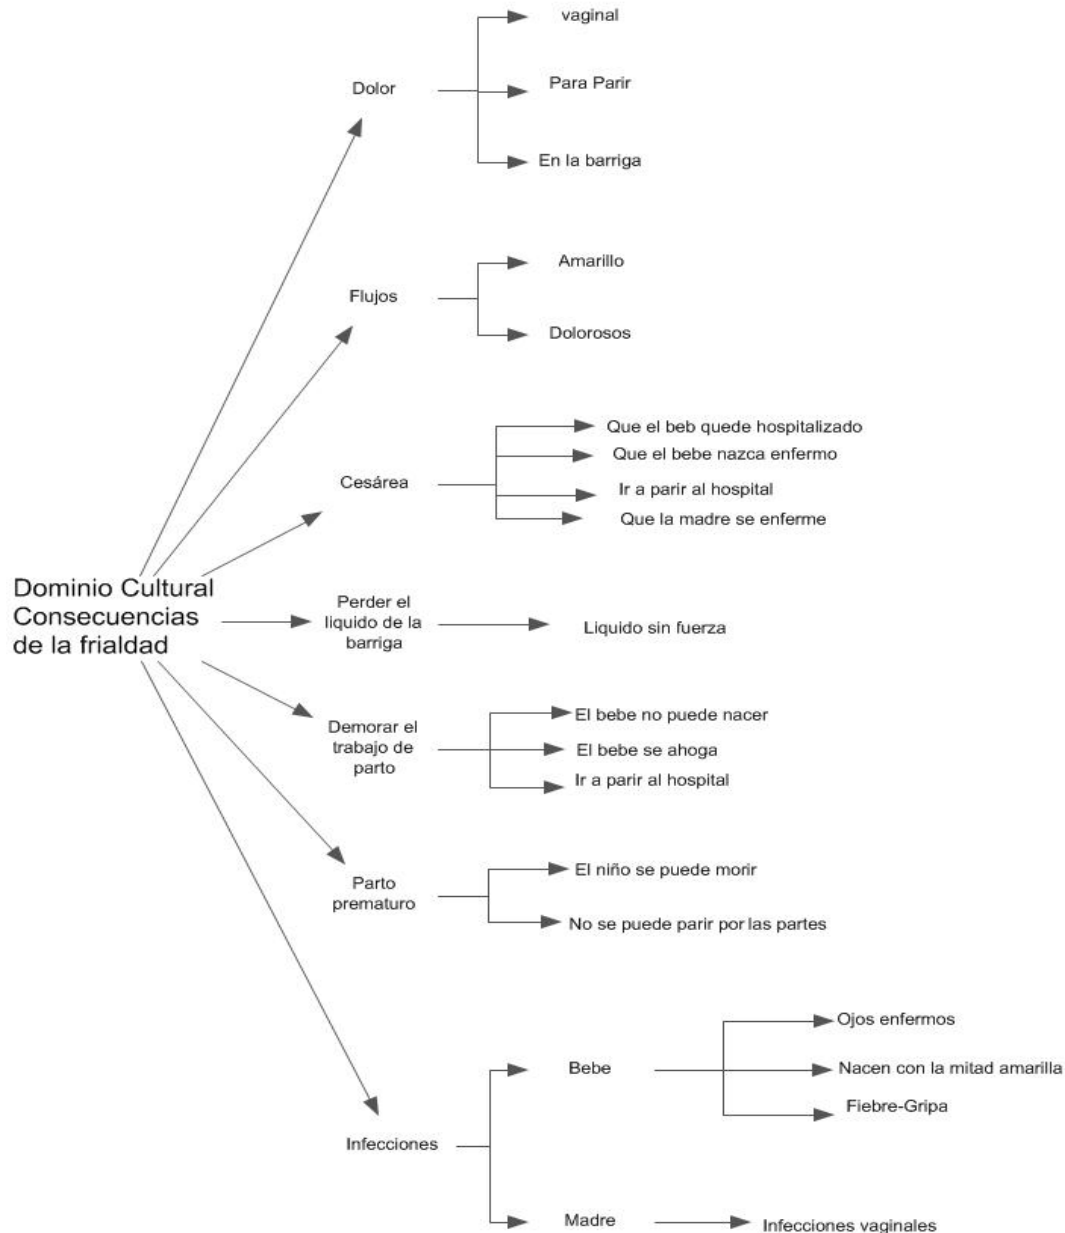 vaginal
Dolor
Para Parir
En la barriga
Amarillo
Flujos
Dolorosos
Que el beb quede hospitalizado
Que el bebe nazca enfermo
Cesárea
Ir a parir al hospital
Que la madre se enferme
Dominio Cultural
Consecuencias
de la frialdad
Perder el
liquido de la
barriga
Liquido sin fuerza
Demorar el
trabajo de
parto
El bebe no puede nacer
El bebe se ahoga
Ir a parir al hospital
Parto
prematuro
El niño se puede morir
No se puede parir por las partes
Infecciones
Bebe
Ojos enfermos
Nacen con la mitad amarilla
Fiebre-Gripa
Madre
Infecciones vaginales